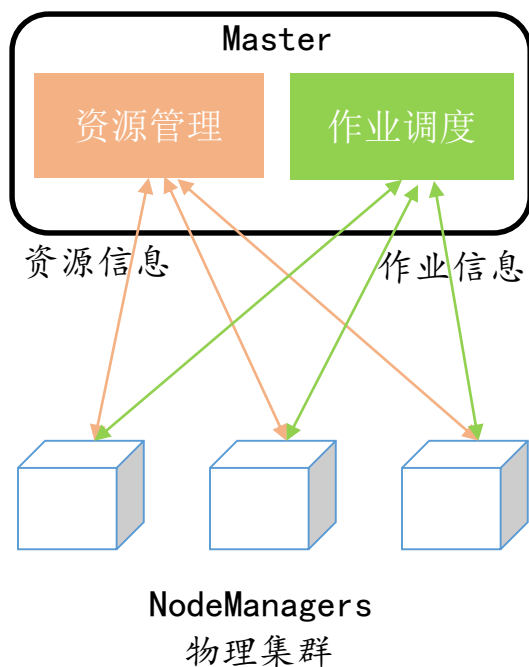 Master
资源管理
作业调度
资源信息
作业信息
NodeManagers
物理集群